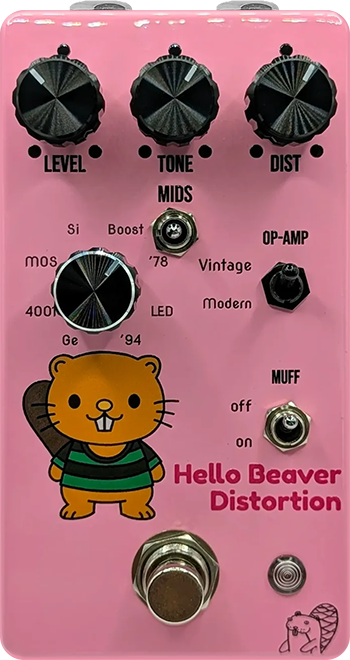 LEVEL TONE DIST
MIDS
Si Boost
OP-AMP
MOS '78
Vintage
Modern
4001 LED
Ge '94
MUFF
off
on
Hello Beaver
Distortion